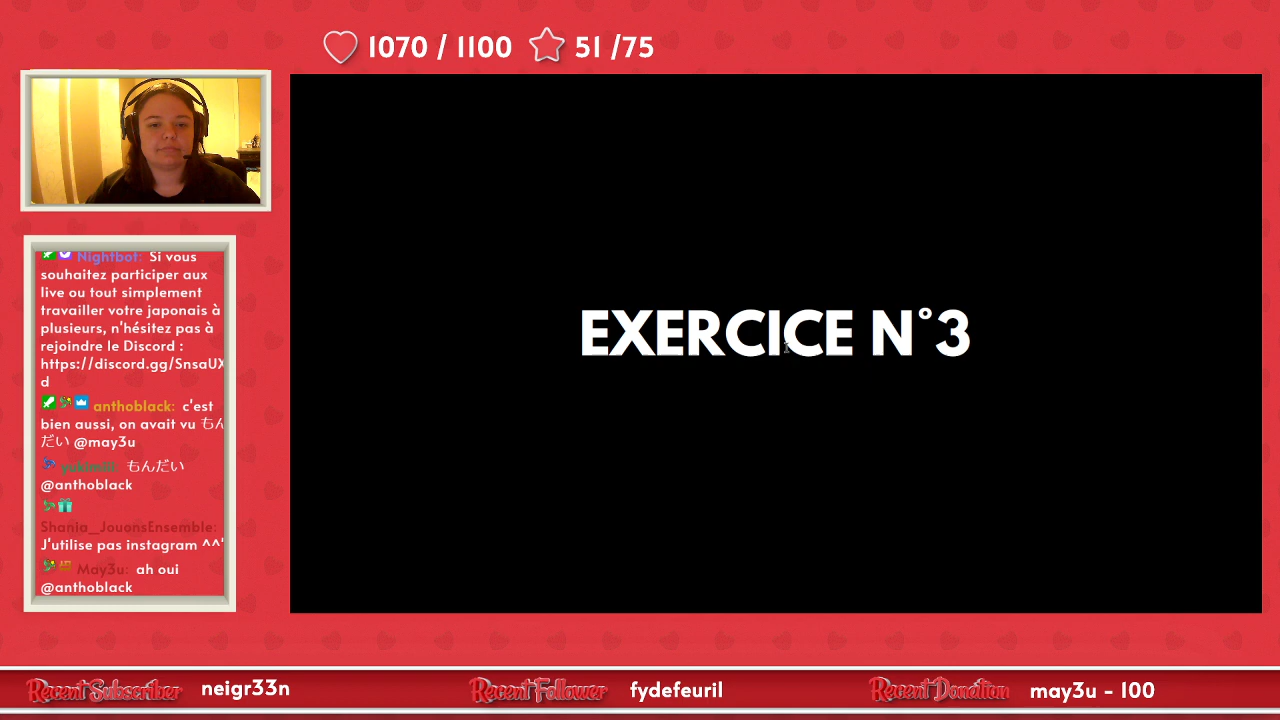 1070 / 1100 51 /75
Nightbot: Si vous
souhaitez participer aux
live ou tout simplement
travailler votre japonais à
plusieurs, n'hésitez pas à
rejoindre le Discord :
https://discord.gg/SnsaUX
d
anthoblack: c'est
bien aussi, on avait vu もん
だい @may3u
もんだい
@anthoblack
Shania_JouonsEnsemble:
J'utilise pas instagram ^^'
May3u: ah oui
@anthoblack
EXERCICE N°3
Recent Subscriber neigr33n
Recent Follower fydefeuril
Recent Donation may3u - 100